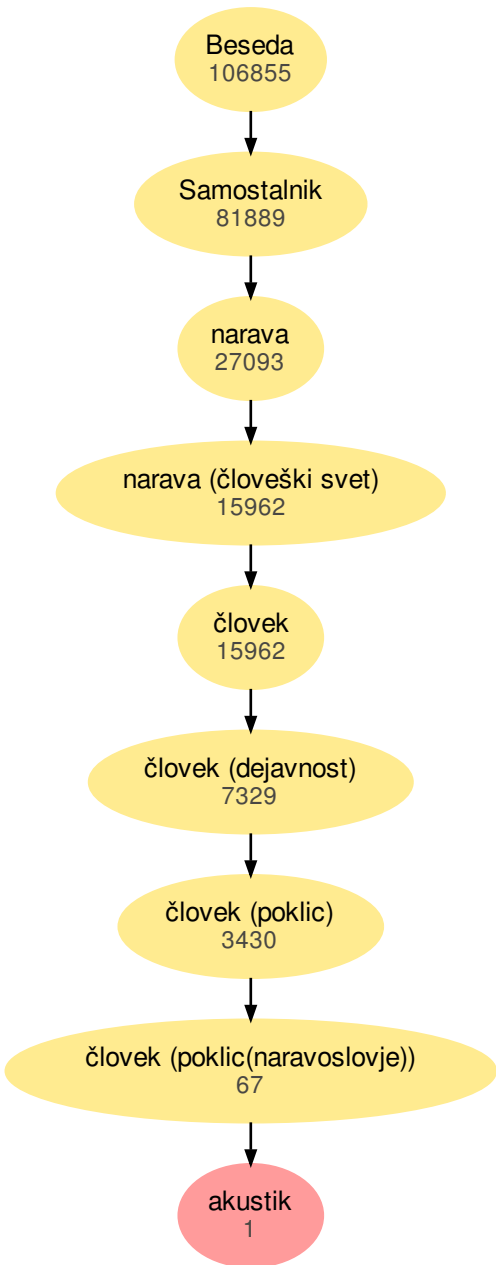 Beseda
106855
Samostalnik
81889
narava
27093
narava (človeški svet)
15962
človek
15962
človek (dejavnost)
7329
človek (poklic)
3430
človek (poklic(naravoslovje))
67
akustik
1